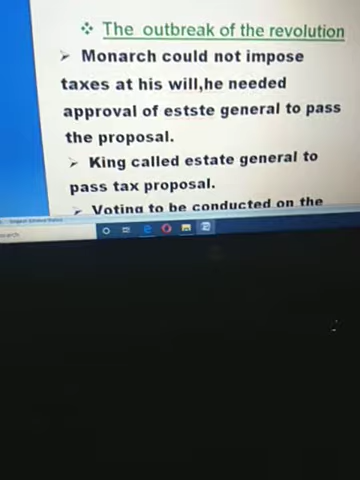 The outbreak of the revolution
Monarch could not impose
taxes at his will,he needed
approval of estste general to pass
the proposal.
King called estate general to
pass tax proposal.
Voting to be conducted on the